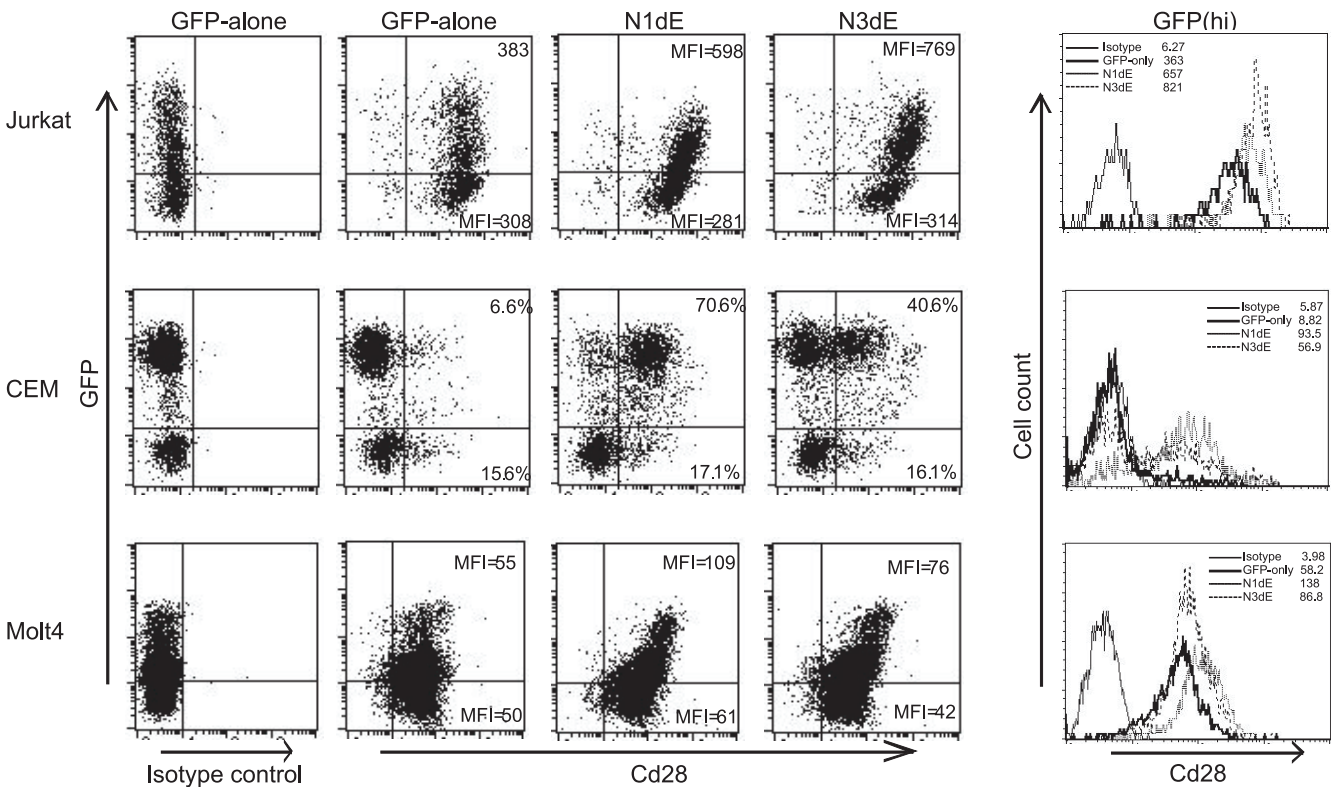 GFP-alone GFP-alone N1dE N3dE GFP(hi)
Jurkat
383
MFI=308
MFI=598
MFI=281
MFI=769
MFI=314
Isotype 6.27
GFP-only 363
N1dE 657
N3dE 821
CEM
GFP
6.6%
15.6%
70.6%
17.1%
40.6%
16.1%
Cell count
Isotype 5.87
GFP-only 8.82
N1dE 93.5
N3dE 56.9
Molt4
MFI=55
MFI=50
MFI=109
MFI=61
MFI=76
MFI=42
Isotype 3.98
GFP-only 58.2
N1dE 138
N3dE 86.8
Isotype control
Cd28
Cd28